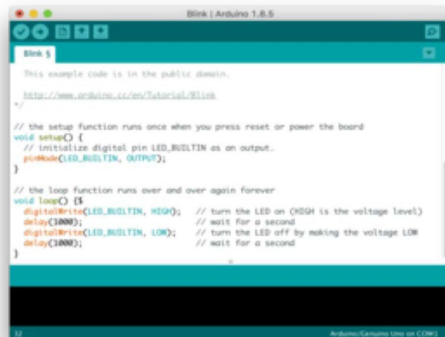 Blink | Arduino 1.8.5
Blink §
This example code is in the public domain.
http://www.arduino.cc/en/Tutorial/Blink
*/
// the setup function runs once when you press reset or power the board
void setup() {
// initialize digital pin LED_BUILTIN as an output.
pinMode(LED_BUILTIN, OUTPUT);
}
// the loop function runs over and over again forever
void loop() {$
digitalWrite(LED_BUILTIN, HIGH); // turn the LED on (HIGH is the voltage level)
delay(1000); // wait for a second
digitalWrite(LED_BUILTIN, LOW); // turn the LED off by making the voltage LOW
delay(1000); // wait for a second
}
32 Arduino/Genuino Uno on COM1